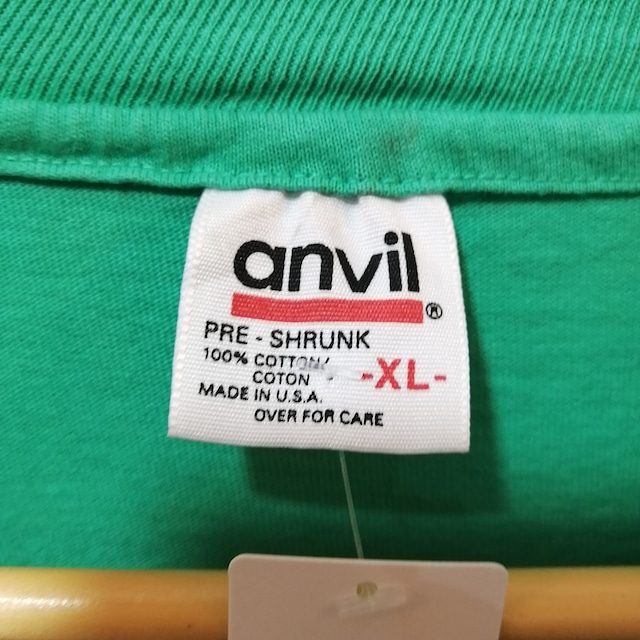 anvil®
PRE - SHRUNK
100% COTTON/
COTON
-XL-
MADE IN U.S.A.
OVER FOR CARE